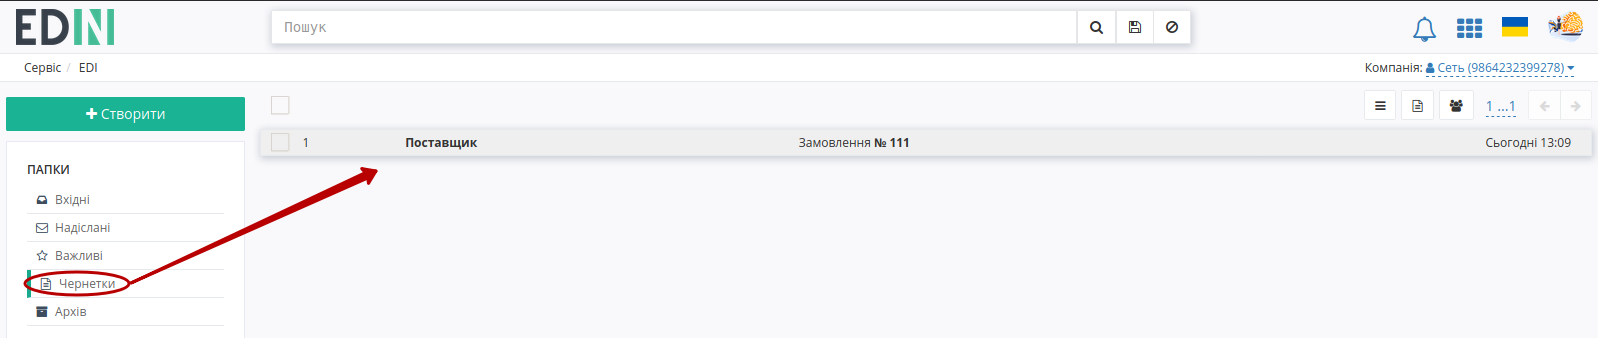 EDIN
Пошук
Сервіс / EDI
Компанія: Сеть (9864232399278)
Створити
1 ...1
1 Поставщик Замовлення № 111 Сьогодні 13:09
ПАПКИ
Вхідні
Надіслані
Важливі
Чернетки
Архів